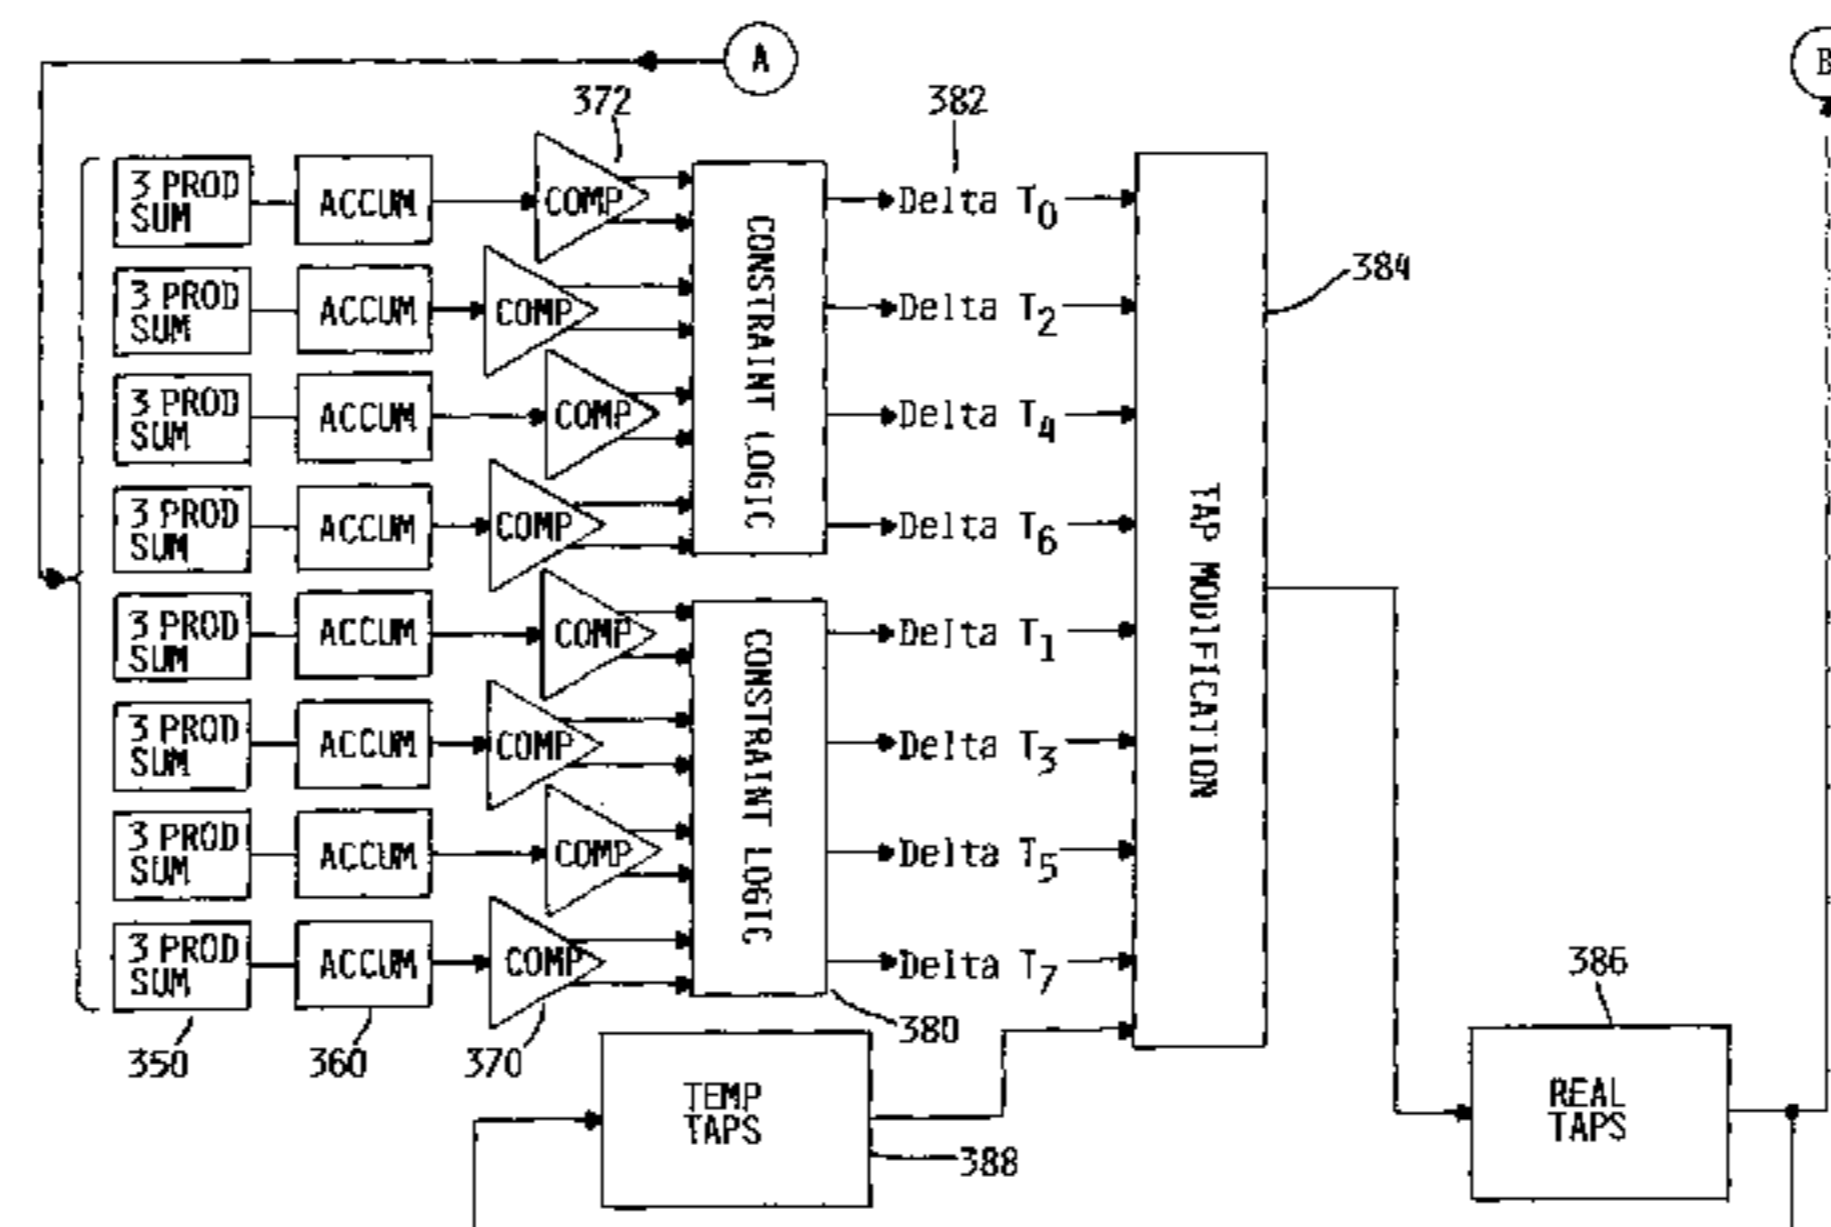 A
B
372
382
3 PROD
SUM
ACCUM
COMP
Delta T0
384
3 PROD
SUM
ACCUM
COMP
Delta T2
3 PROD
SUM
ACCUM
COMP
Delta T4
3 PROD
SUM
ACCUM
COMP
Delta T6
CONSTRAINT LOGIC
TAP MODIFICATION
3 PROD
SUM
ACCUM
COMP
Delta T1
3 PROD
SUM
ACCUM
COMP
Delta T3
3 PROD
SUM
ACCUM
COMP
Delta T5
3 PROD
SUM
ACCUM
COMP
Delta T7
CONSTRAINT LOGIC
350
360
370
380
386
TEMP
TAPS
388
REAL
TAPS